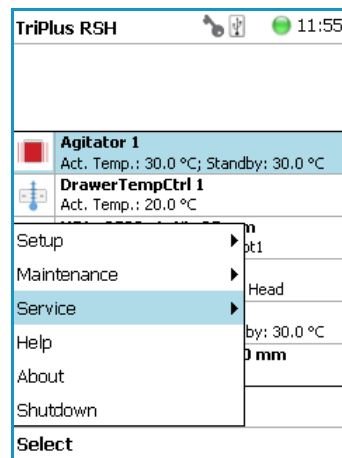 TriPlus RSH 11:55
Agitator 1
Act. Temp.: 30.0 °C; Standby: 30.0 °C
DrawerTempCtrl 1
Act. Temp.: 20.0 °C
Setup
Maintenance
Head
Service
by: 30.0 °C
Help
0 mm
About
Shutdown
Select